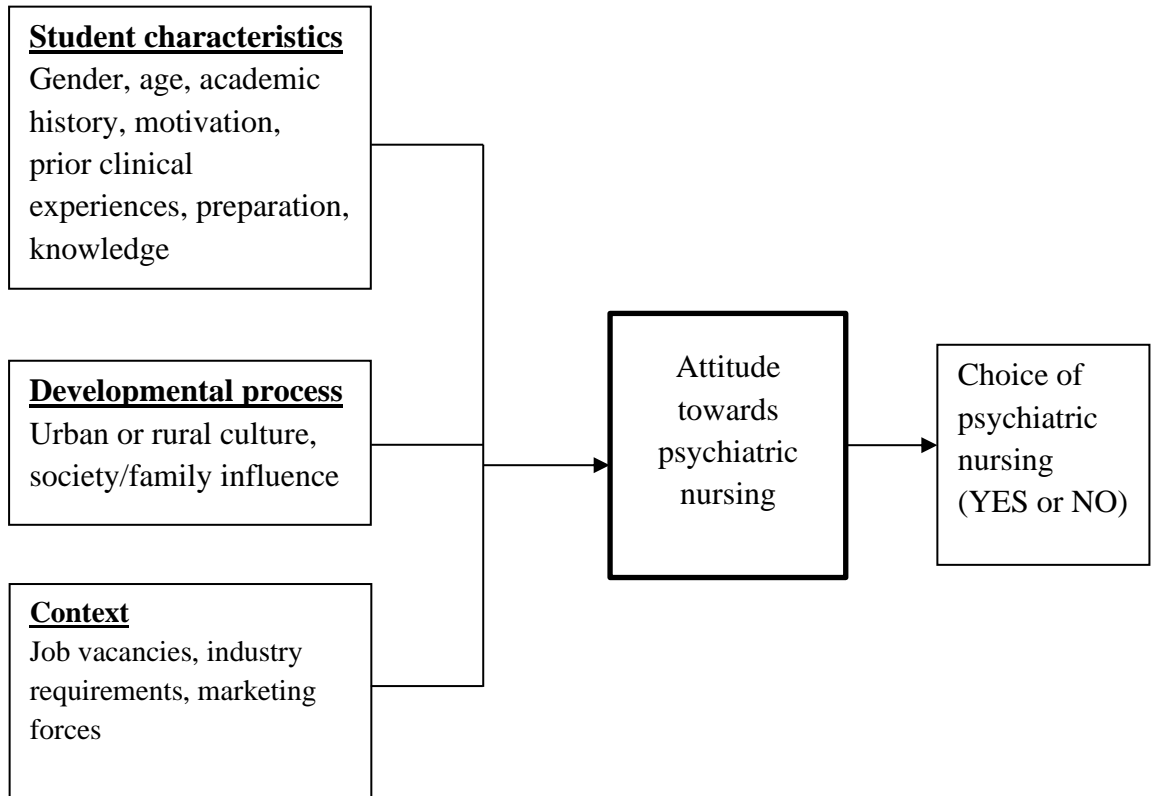 Student characteristics
Gender, age, academic
history, motivation,
prior clinical
experiences, preparation,
knowledge
Developmental process
Urban or rural culture,
society/family influence
Context
Job vacancies, industry
requirements, marketing
forces
Attitude
towards
psychiatric
nursing
Choice of
psychiatric
nursing
(YES or NO)